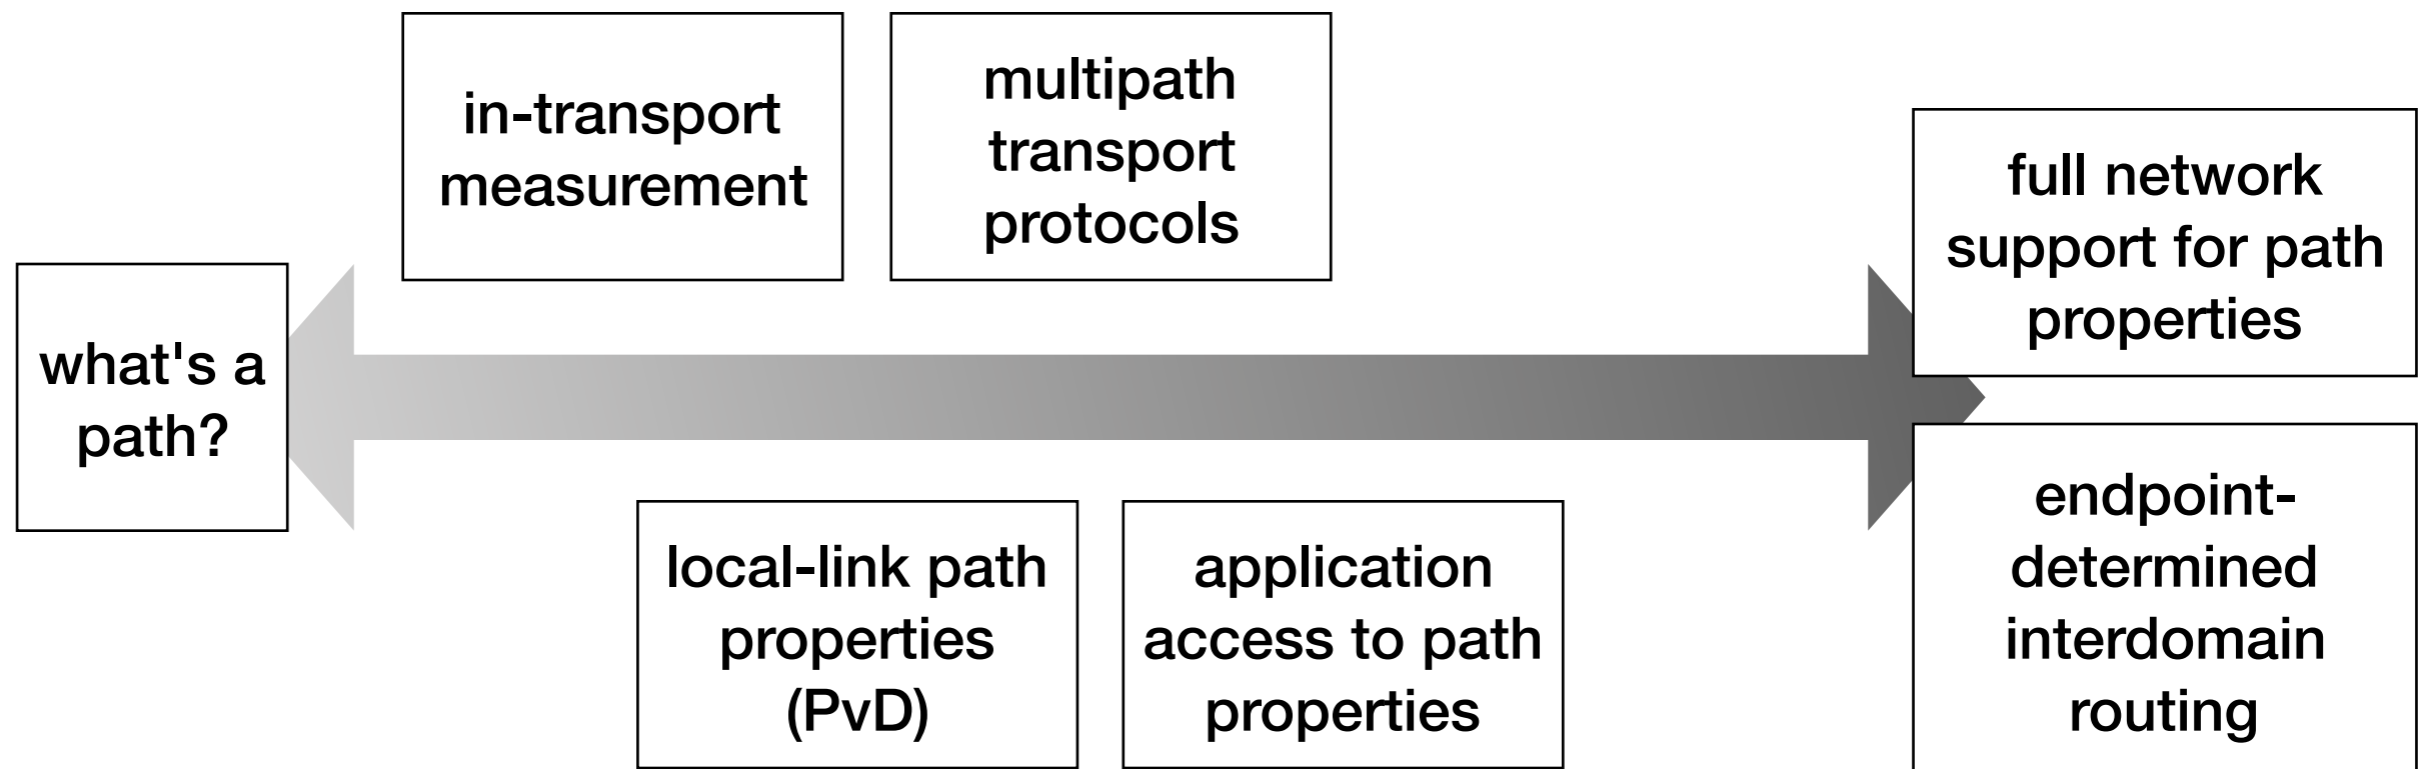 what's a
path?
in-transport
measurement
multipath
transport
protocols
local-link path
properties
(PvD)
application
access to path
properties
full network
support for path
properties
endpoint-
determined
interdomain
routing